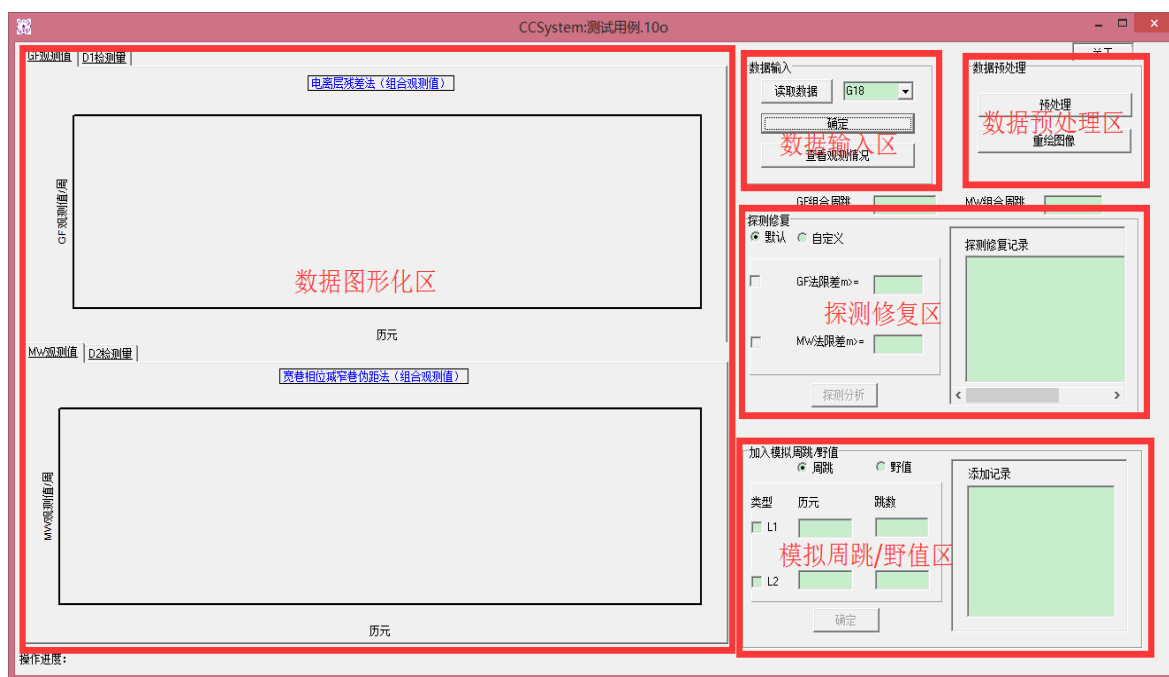 CCSystem:测试用例.10o
关于
GF观测值 D1检测量
电离层残差法（组合观测值）
GF观测值/周
数据图形化区
历元
MW观测值 D2检测量
宽巷相位减窄巷伪距法（组合观测值）
MW观测值/周
历元
操作进度：
数据输入
读取数据 G18
确定
数据输入区
查看观测情况
数据预处理
预处理
数据预处理区
重绘图像
GF组合周跳 MW组合周跳
探测修复
默认 自定义
GF法限差m>=
探测修复区
MW法限差m>=
探测分析
探测修复记录
加入模拟周跳/野值
周跳 野值
类型 历元 跳数
L1
模拟周跳/野值区
L2
确定
添加记录